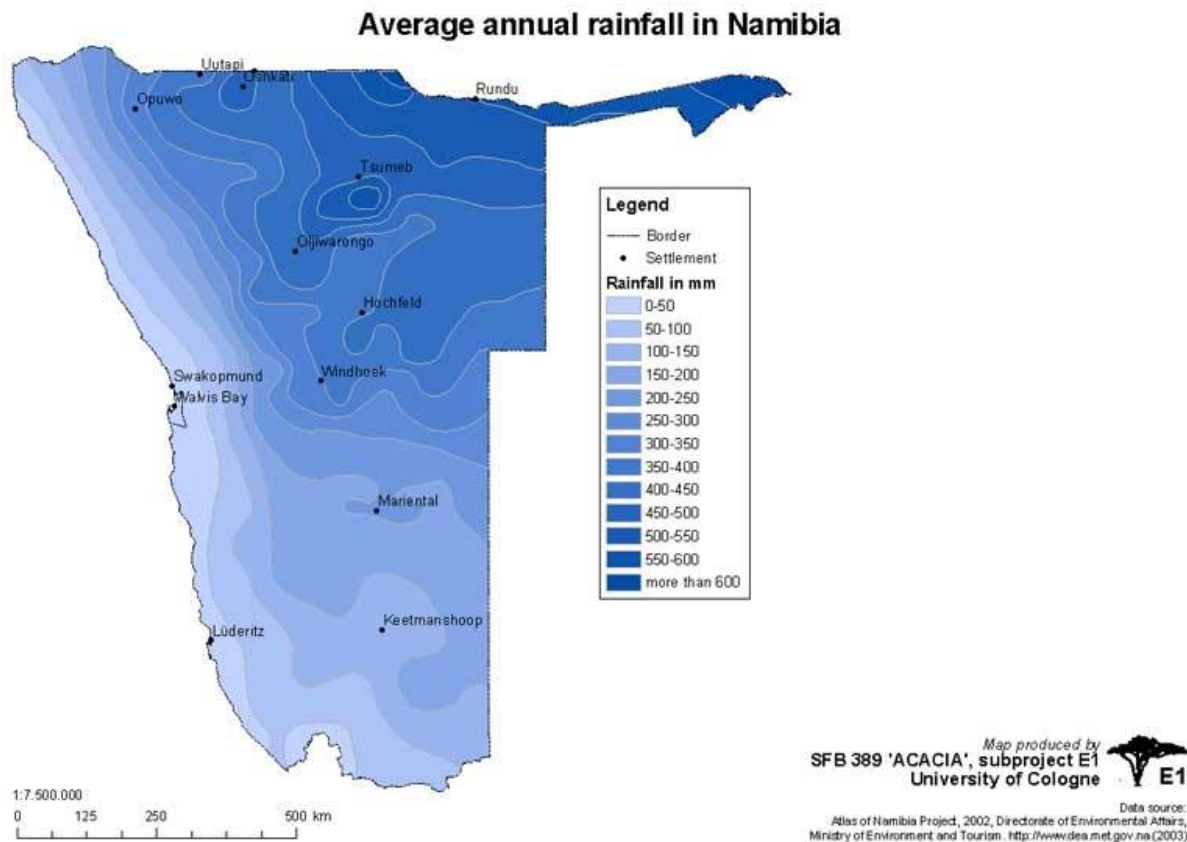 Average annual rainfall in Namibia
Uutapi
Oshkati
Opuwo
Rundu
Tsumeb
Oijiwarongo
Hochfeld
Windhoek
Swakopmund
Walvis Bay
Mariental
Keetmanshoop
Lüderitz
Legend
Border
Settlement
Rainfall in mm
0-50
50-100
100-150
150-200
200-250
250-300
300-350
350-400
400-450
450-500
500-550
550-600
more than 600
1:7.500.000
0 125 250 500 km
Map produced by
SFB 389 'ACACIA', subproject E1
University of Cologne
E1
Data source:
Atlas of Namibia Project, 2002, Directorate of Environmental Affairs,
Ministry of Environment and Tourism. http://www.dea.met.gov.na (2003)